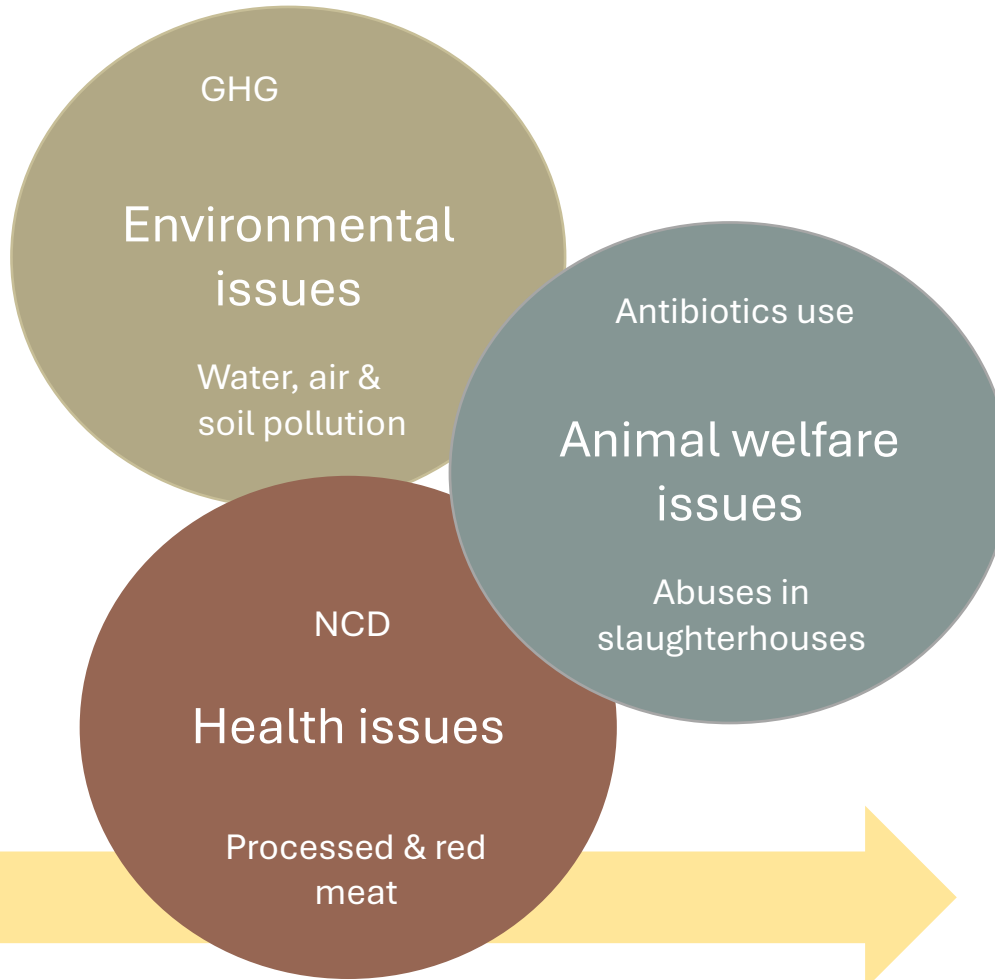 GHG
Environmental
issues
Water, air &
soil pollution
Antibiotics use
Animal welfare
issues
Abuses in
slaughterhouses
NCD
Health issues
Processed & red
meat